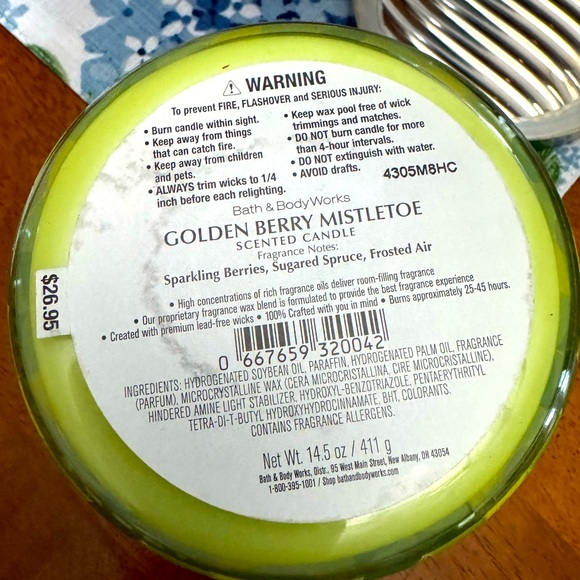 ⚠ WARNING
To prevent FIRE, FLASHOVER and SERIOUS INJURY:
• Burn candle within sight.
• Keep away from things
that can catch fire.
• Keep away from children
and pets.
• ALWAYS trim wicks to 1/4
inch before each relighting.
• Keep wax pool free of wick
trimmings and matches.
• DO NOT burn candle for more
than 4-hour intervals.
• DO NOT extinguish with water.
• AVOID drafts.
4305M8HC
Bath & Body Works
GOLDEN BERRY MISTLETOE
SCENTED CANDLE
Fragrance Notes:
Sparkling Berries, Sugared Spruce, Frosted Air
$26.95
• High concentrations of rich fragrance oils deliver room-filling fragrance
• Our proprietary fragrance wax blend is formulated to provide the best fragrance experience
• Created with premium lead-free wicks • 100% Crafted with you in mind • Burns approximately 25-45 hours.
0 667659 320042
INGREDIENTS: HYDROGENATED SOYBEAN OIL, PARAFFIN, HYDROGENATED PALM OIL, FRAGRANCE
(PARFUM), MICROCRYSTALLINE WAX (CERA MICROCRISTALLINA, CIRE MICROCRISTALLINE),
HINDERED AMINE LIGHT STABILIZER, HYDROXYL-BENZOTRIAZOLE, PENTAERYTHRITYL
TETRA-DI-T-BUTYL HYDROXYHYDROCINNAMATE, BHT, COLORANTS.
CONTAINS FRAGRANCE ALLERGENS.
Net Wt. 14.5 oz / 411 g
Bath & Body Works, Distr., 95 West Main Street, New Albany, OH 43054
1-800-395-1001 / Shop bathandbodyworks.com